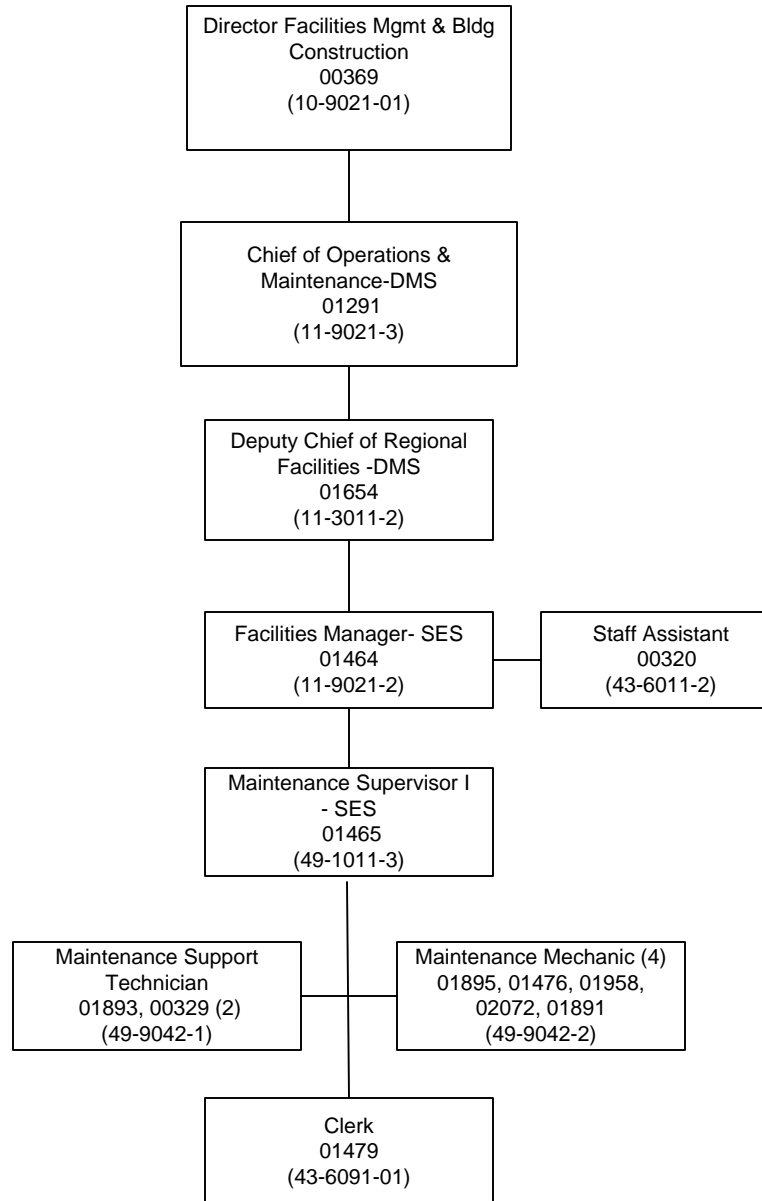 Director Facilities Mgmt & Bldg
Construction
00369
(10-9021-01)
Chief of Operations &
Maintenance-DMS
01291
(11-9021-3)
Deputy Chief of Regional
Facilities -DMS
01654
(11-3011-2)
Facilities Manager- SES
01464
(11-9021-2)
Staff Assistant
00320
(43-6011-2)
Maintenance Supervisor I
- SES
01465
(49-1011-3)
Maintenance Support
Technician
01893, 00329 (2)
(49-9042-1)
Maintenance Mechanic (4)
01895, 01476, 01958,
02072, 01891
(49-9042-2)
Clerk
01479
(43-6091-01)